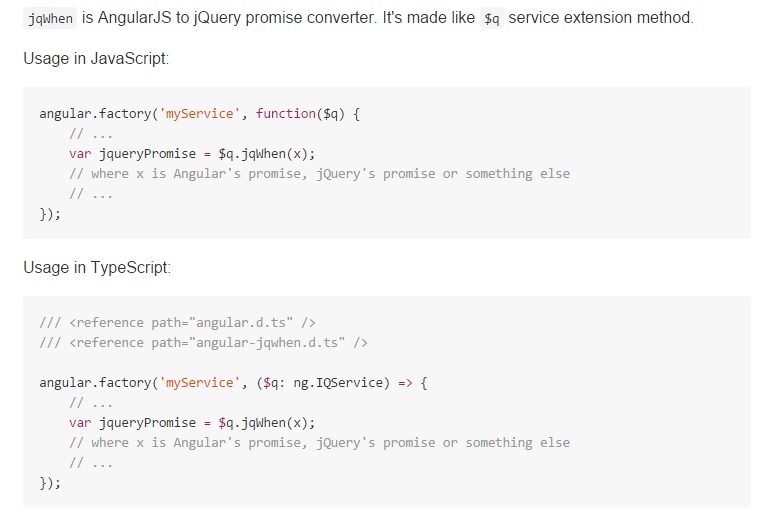 jqWhen is AngularJS to jQuery promise converter. It's made like $q service extension method.
Usage in JavaScript:
angular.factory('myService', function($q) {
    // ...
    var jqueryPromise = $q.jqWhen(x);
    // where x is Angular's promise, jQuery's promise or something else
    // ...
});
Usage in TypeScript:
/// <reference path="angular.d.ts" />
/// <reference path="angular-jqwhen.d.ts" />
angular.factory('myService', ($q: ng.IQService) => {
    // ...
    var jqueryPromise = $q.jqWhen(x);
    // where x is Angular's promise, jQuery's promise or something else
    // ...
});